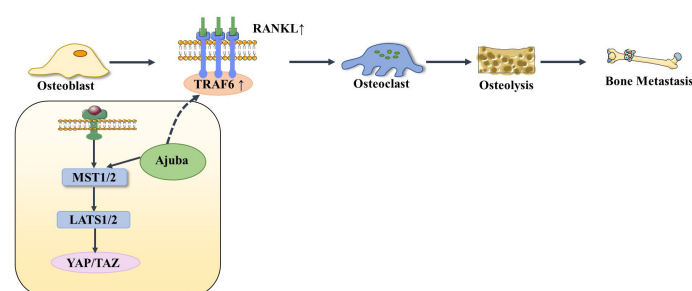 RANKL↑
Osteoblast
TRAF6 ↑
Osteoclast
Osteolysis
Bone Metastasis
Ajuba
MST1/2
LATS1/2
YAP/TAZ